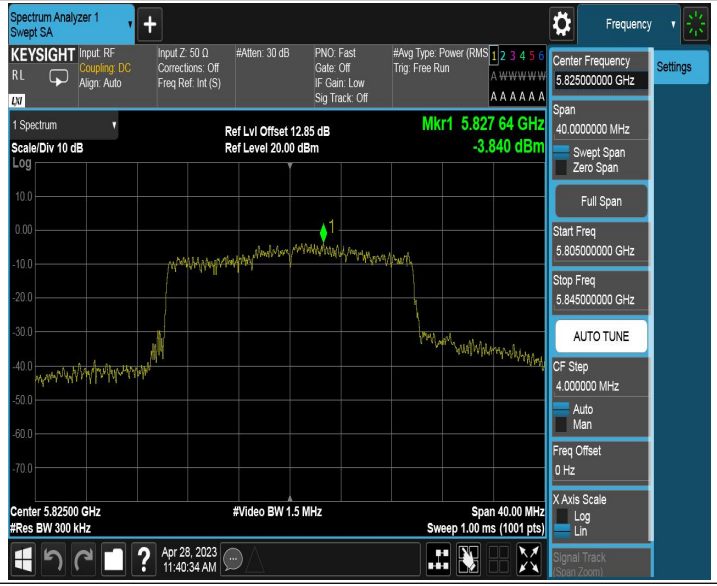 Spectrum Analyzer 1
Swept SA
Frequency
KEYSIGHT
RL
LXI
Input: RF
Coupling: DC
Align: Auto
Input Z: 50 Ω
Corrections: Off
Freq Ref: Int (S)
#Atten: 30 dB
PNO: Fast
Gate: Off
IF Gain: Low
Sig Track: Off
#Avg Type: Power (RMS
Trig: Free Run
1 2 3 4 5 6
A W W W W W
A A A A A A
1 Spectrum
Scale/Div 10 dB
Ref Lvl Offset 12.85 dB
Ref Level 20.00 dBm
Mkr1 5.827 64 GHz
-3.840 dBm
Log
10.0
0.00
-10.0
-20.0
-30.0
-40.0
-50.0
-60.0
-70.0
1
Center 5.82500 GHz
#Res BW 300 kHz
#Video BW 1.5 MHz
Span 40.00 MHz
Sweep 1.00 ms (1001 pts)
Center Frequency
5.825000000 GHz
Settings
Span
40.0000000 MHz
Swept Span
Zero Span
Full Span
Start Freq
5.805000000 GHz
Stop Freq
5.845000000 GHz
AUTO TUNE
CF Step
4.000000 MHz
Auto
Man
Freq Offset
0 Hz
X Axis Scale
Log
Lin
Signal Track
(Span Zoom)
?
Apr 28, 2023
11:40:34 AM